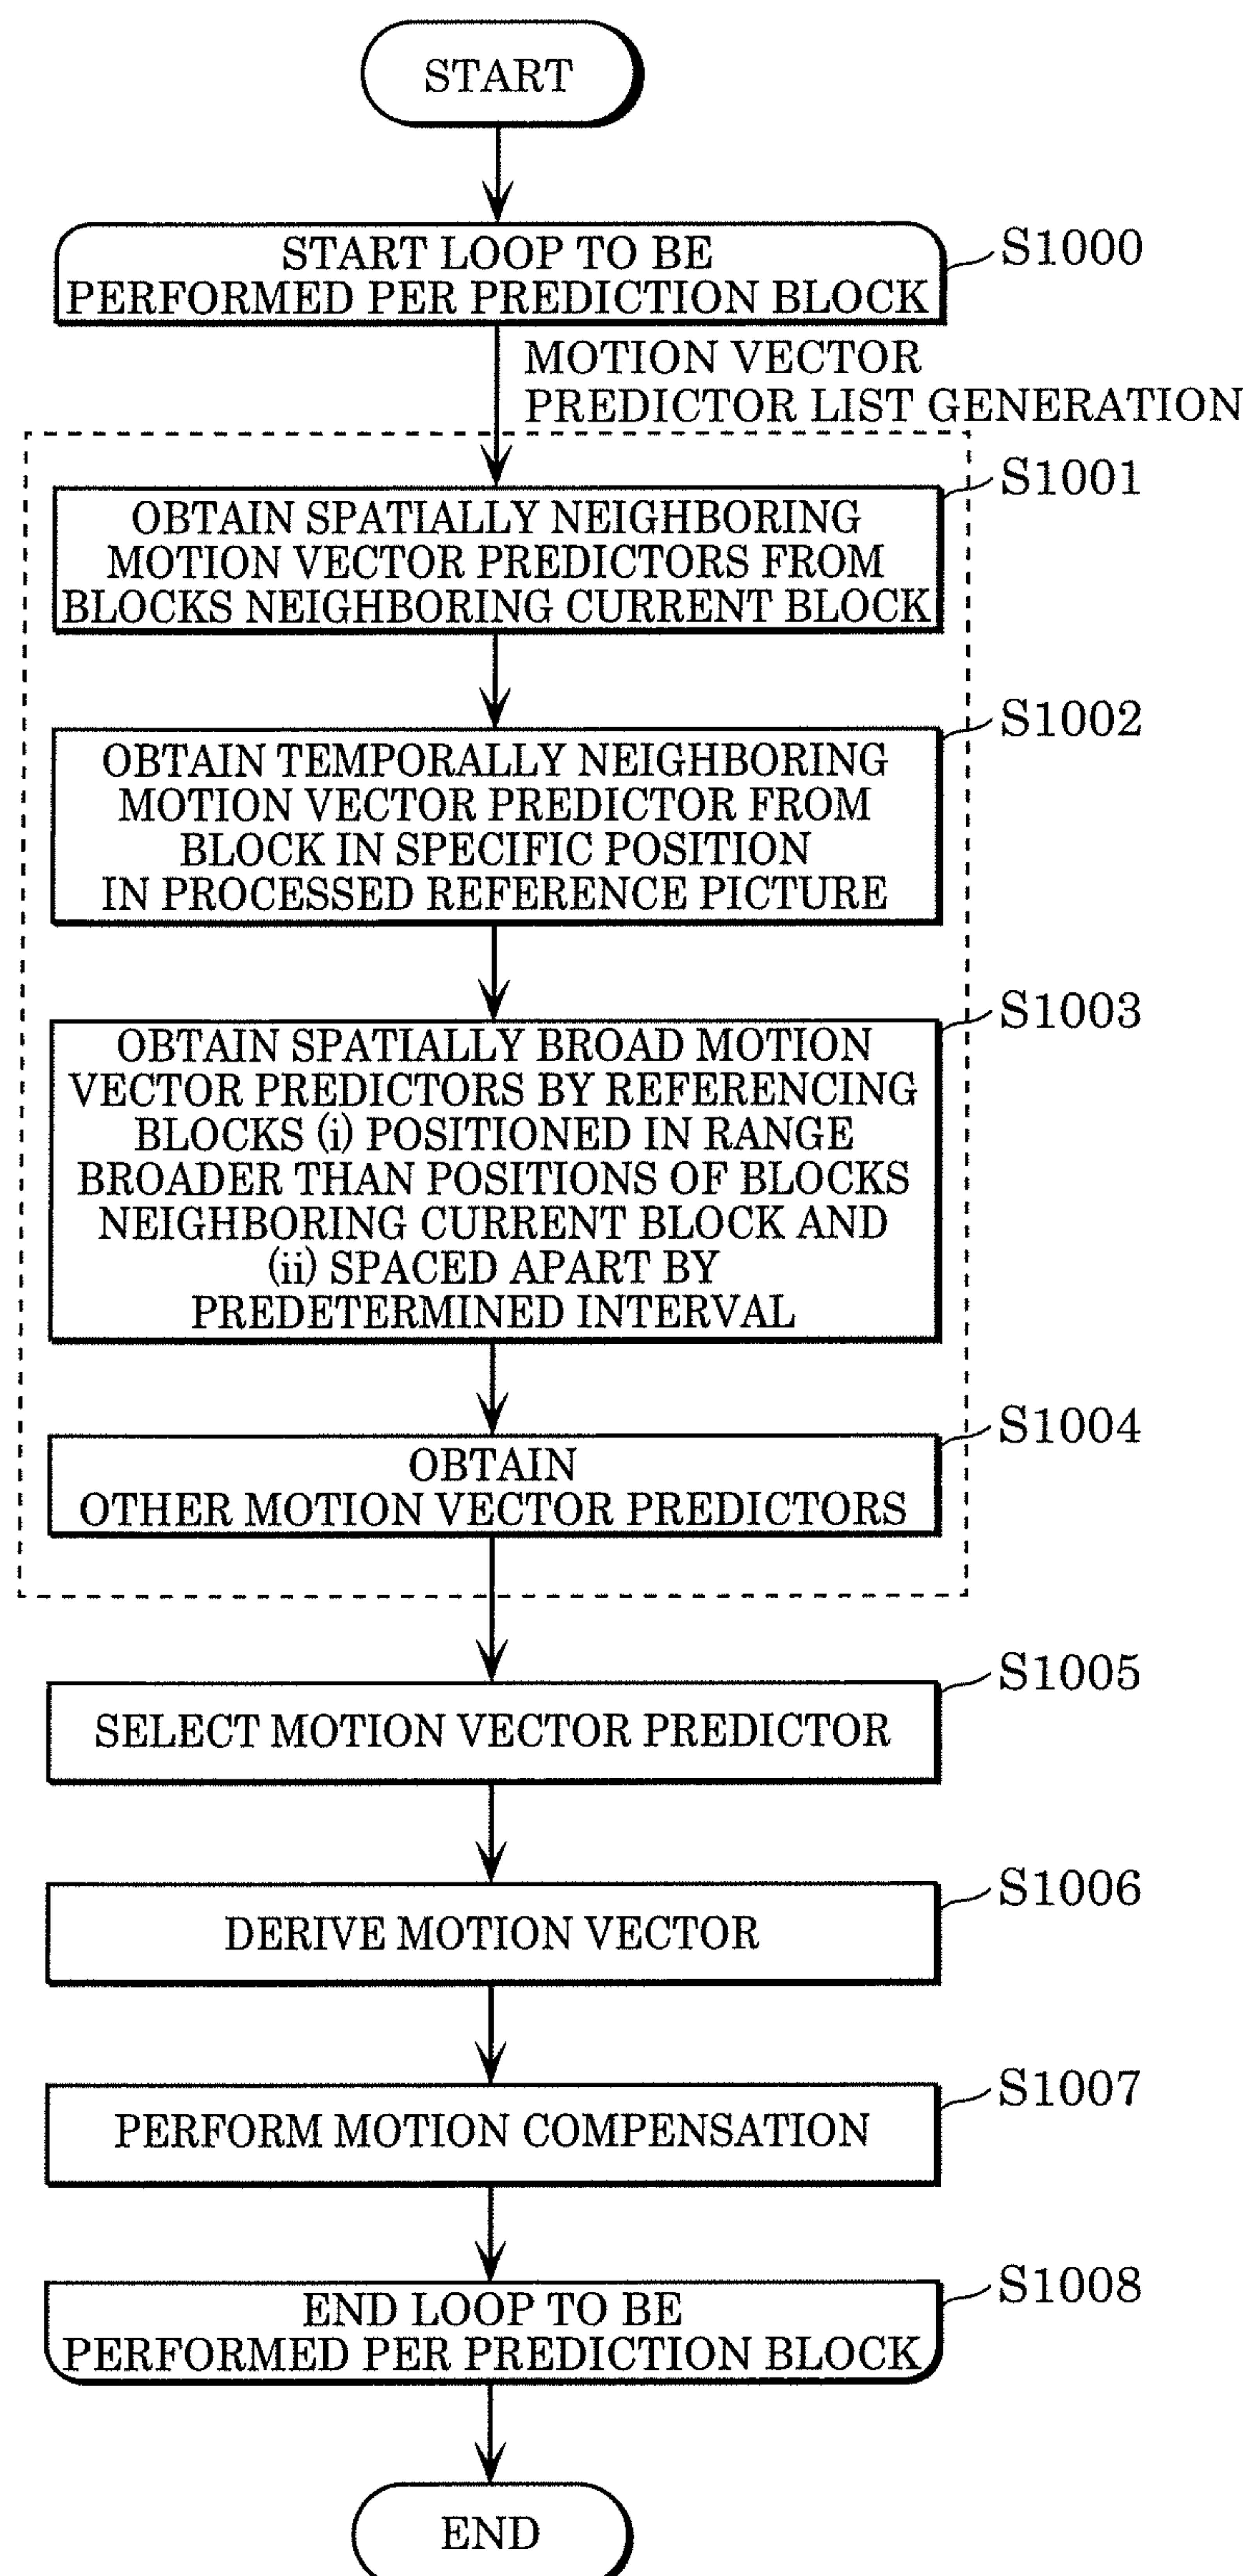 START
START LOOP TO BE
PERFORMED PER PREDICTION BLOCK
S1000
MOTION VECTOR
PREDICTOR LIST GENERATION
S1001
OBTAIN SPATIALLY NEIGHBORING
MOTION VECTOR PREDICTORS FROM
BLOCKS NEIGHBORING CURRENT BLOCK
S1002
OBTAIN TEMPORALLY NEIGHBORING
MOTION VECTOR PREDICTOR FROM
BLOCK IN SPECIFIC POSITION
IN PROCESSED REFERENCE PICTURE
S1003
OBTAIN SPATIALLY BROAD MOTION
VECTOR PREDICTORS BY REFERENCING
BLOCKS (i) POSITIONED IN RANGE
BROADER THAN POSITIONS OF BLOCKS
NEIGHBORING CURRENT BLOCK AND
(ii) SPACED APART BY
PREDETERMINED INTERVAL
S1004
OBTAIN
OTHER MOTION VECTOR PREDICTORS
S1005
SELECT MOTION VECTOR PREDICTOR
S1006
DERIVE MOTION VECTOR
S1007
PERFORM MOTION COMPENSATION
S1008
END LOOP TO BE
PERFORMED PER PREDICTION BLOCK
END